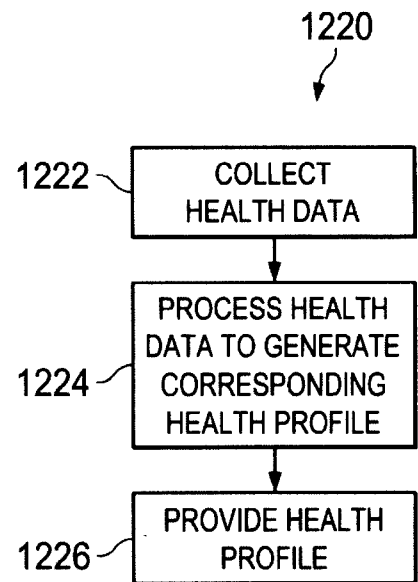 1220
1222
COLLECT
HEALTH DATA
1224
PROCESS HEALTH
DATA TO GENERATE
CORRESPONDING
HEALTH PROFILE
1226
PROVIDE HEALTH
PROFILE